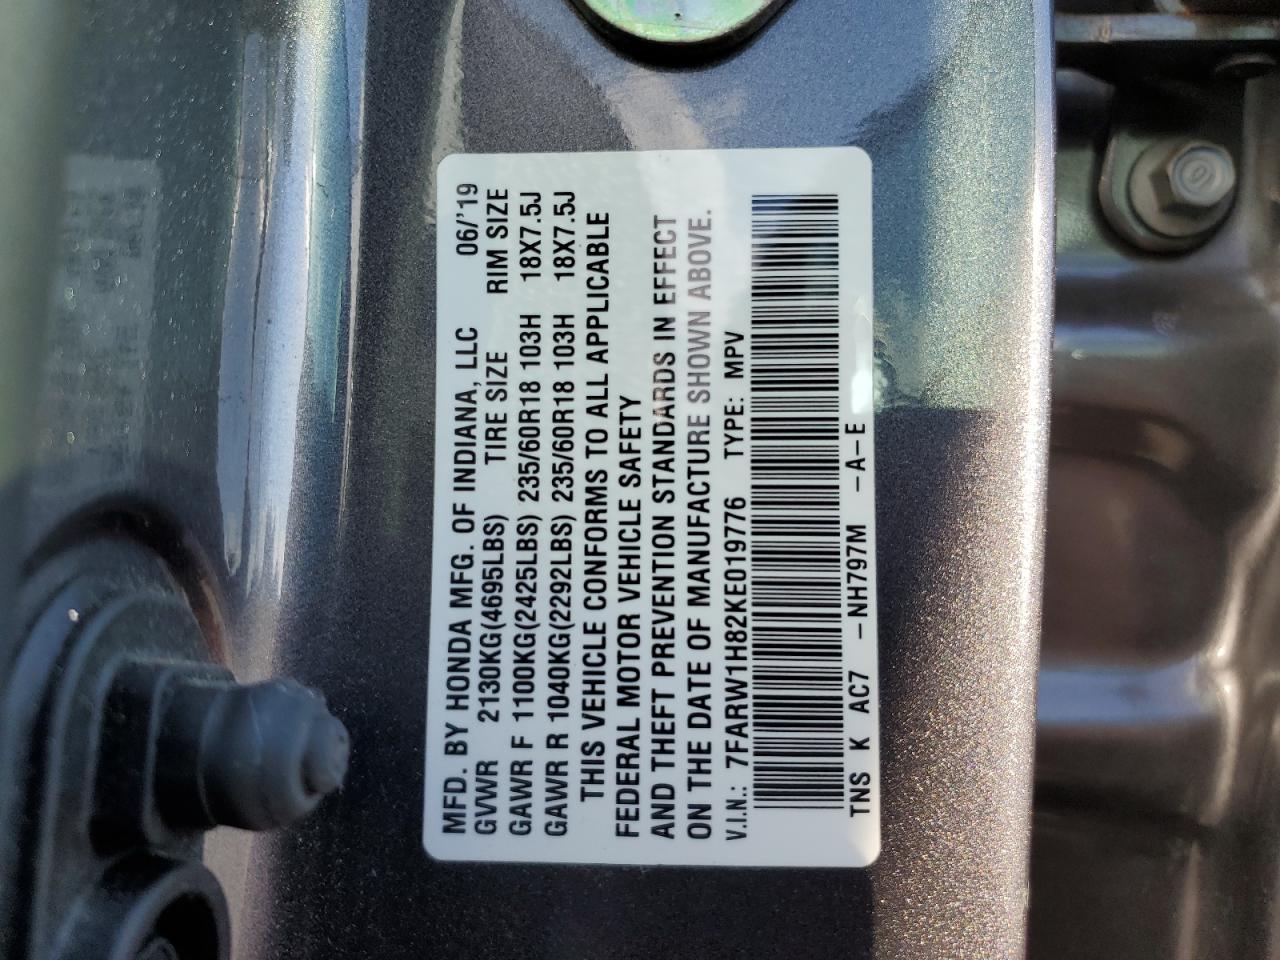 MFD. BY HONDA MFG. OF INDIANA, LLC 06/'19
GVWR 2130KG(4695LBS) TIRE SIZE RIM SIZE
GAWR F 1100KG(2425LBS) 235/60R18 103H 18X7.5J
GAWR R 1040KG(2292LBS) 235/60R18 103H 18X7.5J
THIS VEHICLE CONFORMS TO ALL APPLICABLE
FEDERAL MOTOR VEHICLE SAFETY
AND THEFT PREVENTION STANDARDS IN EFFECT
ON THE DATE OF MANUFACTURE SHOWN ABOVE.
V.I.N.: 7FARW1H82KE019776 TYPE: MPV
TNS K AC7 -NH797M -A-E